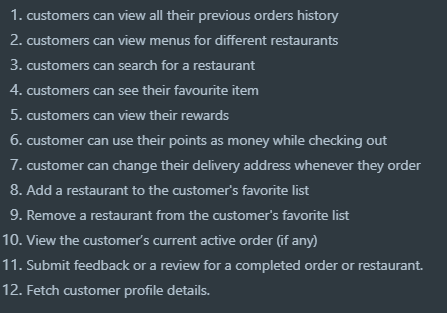 1. customers can view all their previous orders history
2. customers can view menus for different restaurants
3. customers can search for a restaurant
4. customers can see their favourite item
5. customers can view their rewards
6. customer can use their points as money while checking out
7. customer can change their delivery address whenever they order
8. Add a restaurant to the customer's favorite list
9. Remove a restaurant from the customer's favorite list
10. View the customer's current active order (if any)
11. Submit feedback or a review for a completed order or restaurant.
12. Fetch customer profile details.